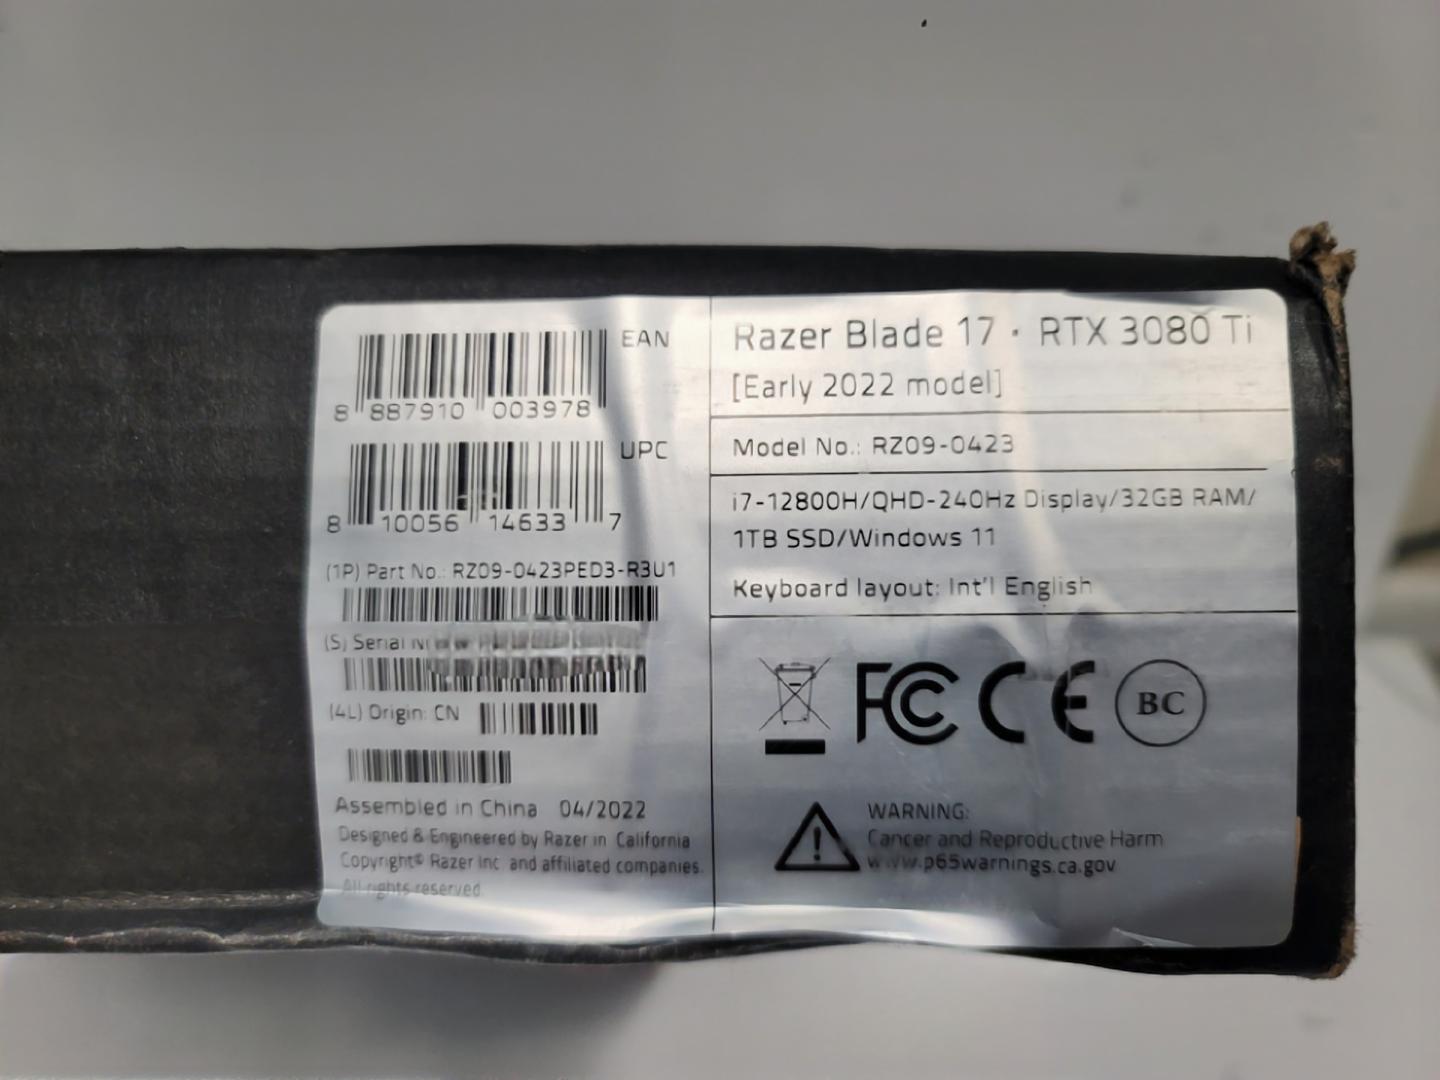 EAN
8 887910 003978
UPC
8 10056 14633 7
(1P) Part No.: RZ09-0423PED3-R3U1
(S) Serial
(4L) Origin: CN
Assembled in China 04/2022
Designed & Engineered by Razer in California
Copyright© Razer Inc and affiliated companies.
All rights reserved.
Razer Blade 17 · RTX 3080 Ti
[Early 2022 model]
Model No.: RZ09-0423
i7-12800H/QHD-240Hz Display/32GB RAM/
1TB SSD/Windows 11
Keyboard layout: Int'l English
FCC CE BC
WARNING:
Cancer and Reproductive Harm
www.p65warnings.ca.gov